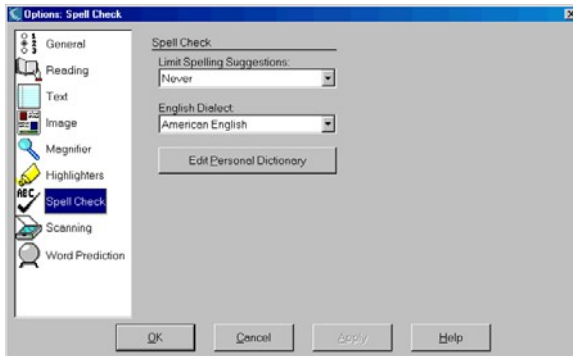 Options: Spell Check
General
Reading
Text
Image
Magnifier
Highlighters
ABC
Spell Check
Scanning
Word Prediction
Spell Check
Limit Spelling Suggestions:
Never
English Dialect:
American English
Edit Personal Dictionary
OK
Cancel
Apply
Help